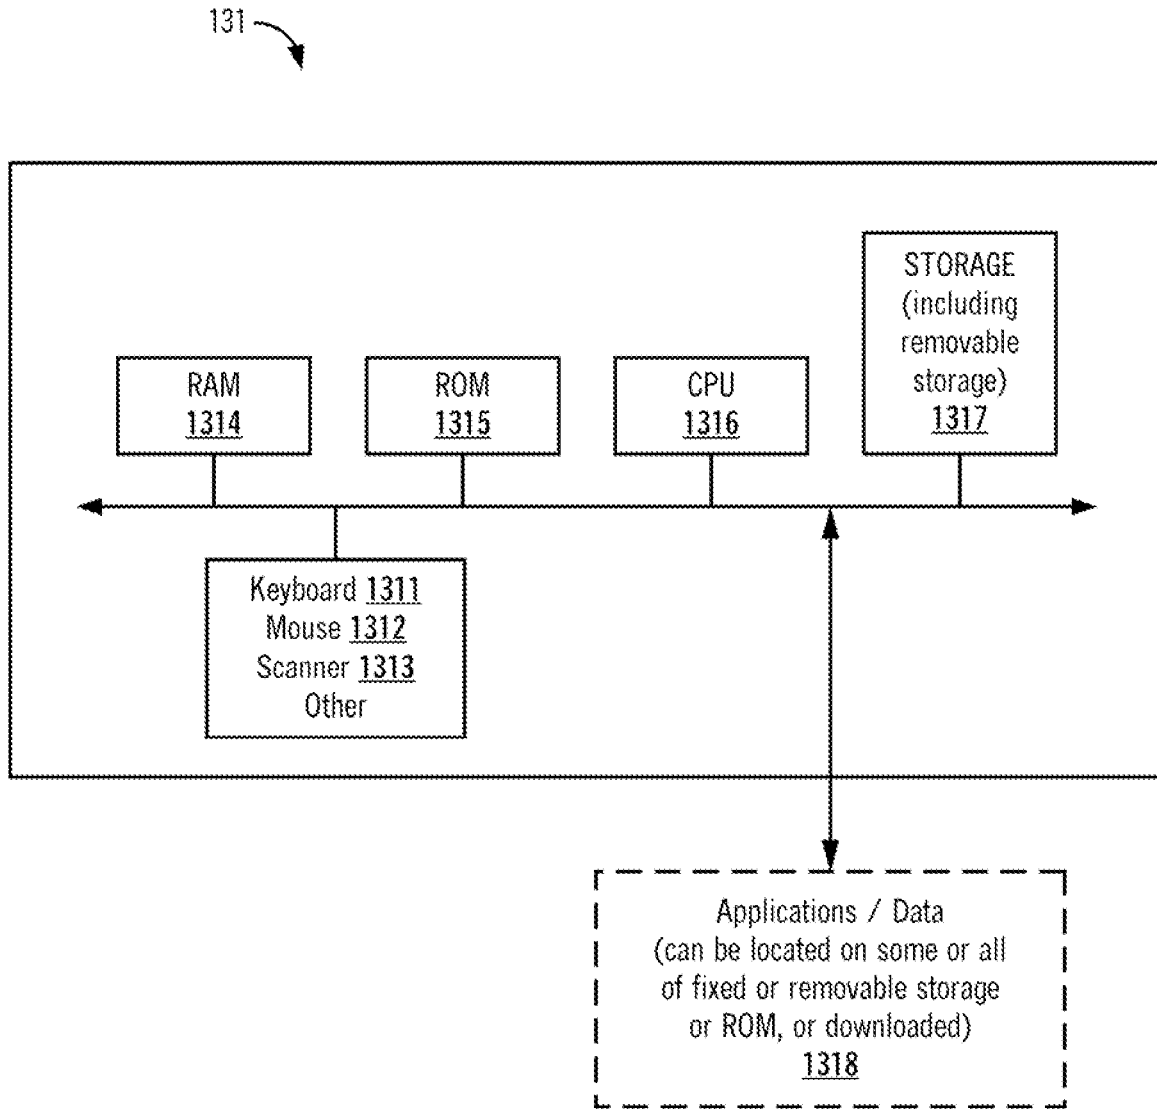 131
STORAGE
(including
removable
storage)
1317
RAM
1314
ROM
1315
CPU
1316
Keyboard 1311
Mouse 1312
Scanner 1313
Other
Applications / Data
(can be located on some or all
of fixed or removable storage
or ROM, or downloaded)
1318